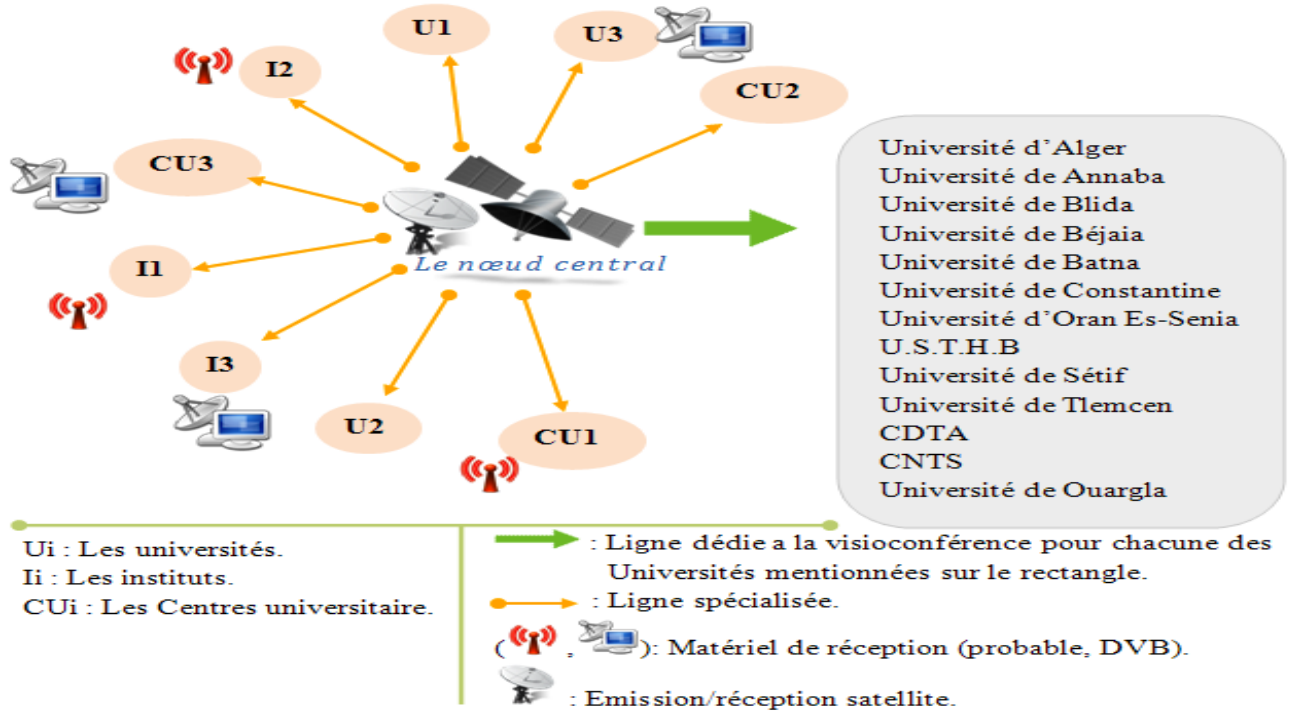 U1
U3
I2
CU2
CU3
I1
I3
U2
CU1
Le nœud central
Université d’Alger
Université de Annaba
Université de Blida
Université de Béjaia
Université de Batna
Université de Constantine
Université d’Oran Es-Senia
U.S.T.H.B
Université de Sétif
Université de Tlemcen
CDTA
CNTS
Université de Ouargla
Ui : Les universités.
Ii : Les instituts.
CUi : Les Centres universitaire.
: Ligne dédie a la visioconférence pour chacune des
Universités mentionnées sur le rectangle.
: Ligne spécialisée.
( , ): Matériel de réception (probable, DVB).
: Emission/réception satellite.